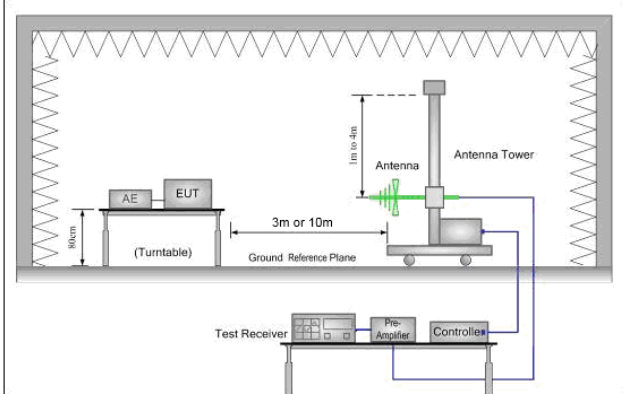 1m to 4m
Antenna
Antenna Tower
AE
EUT
3m or 10m
80cm
(Turntable)
Ground Reference Plane
Test Receiver
Pre-
Amplifier
Controlle